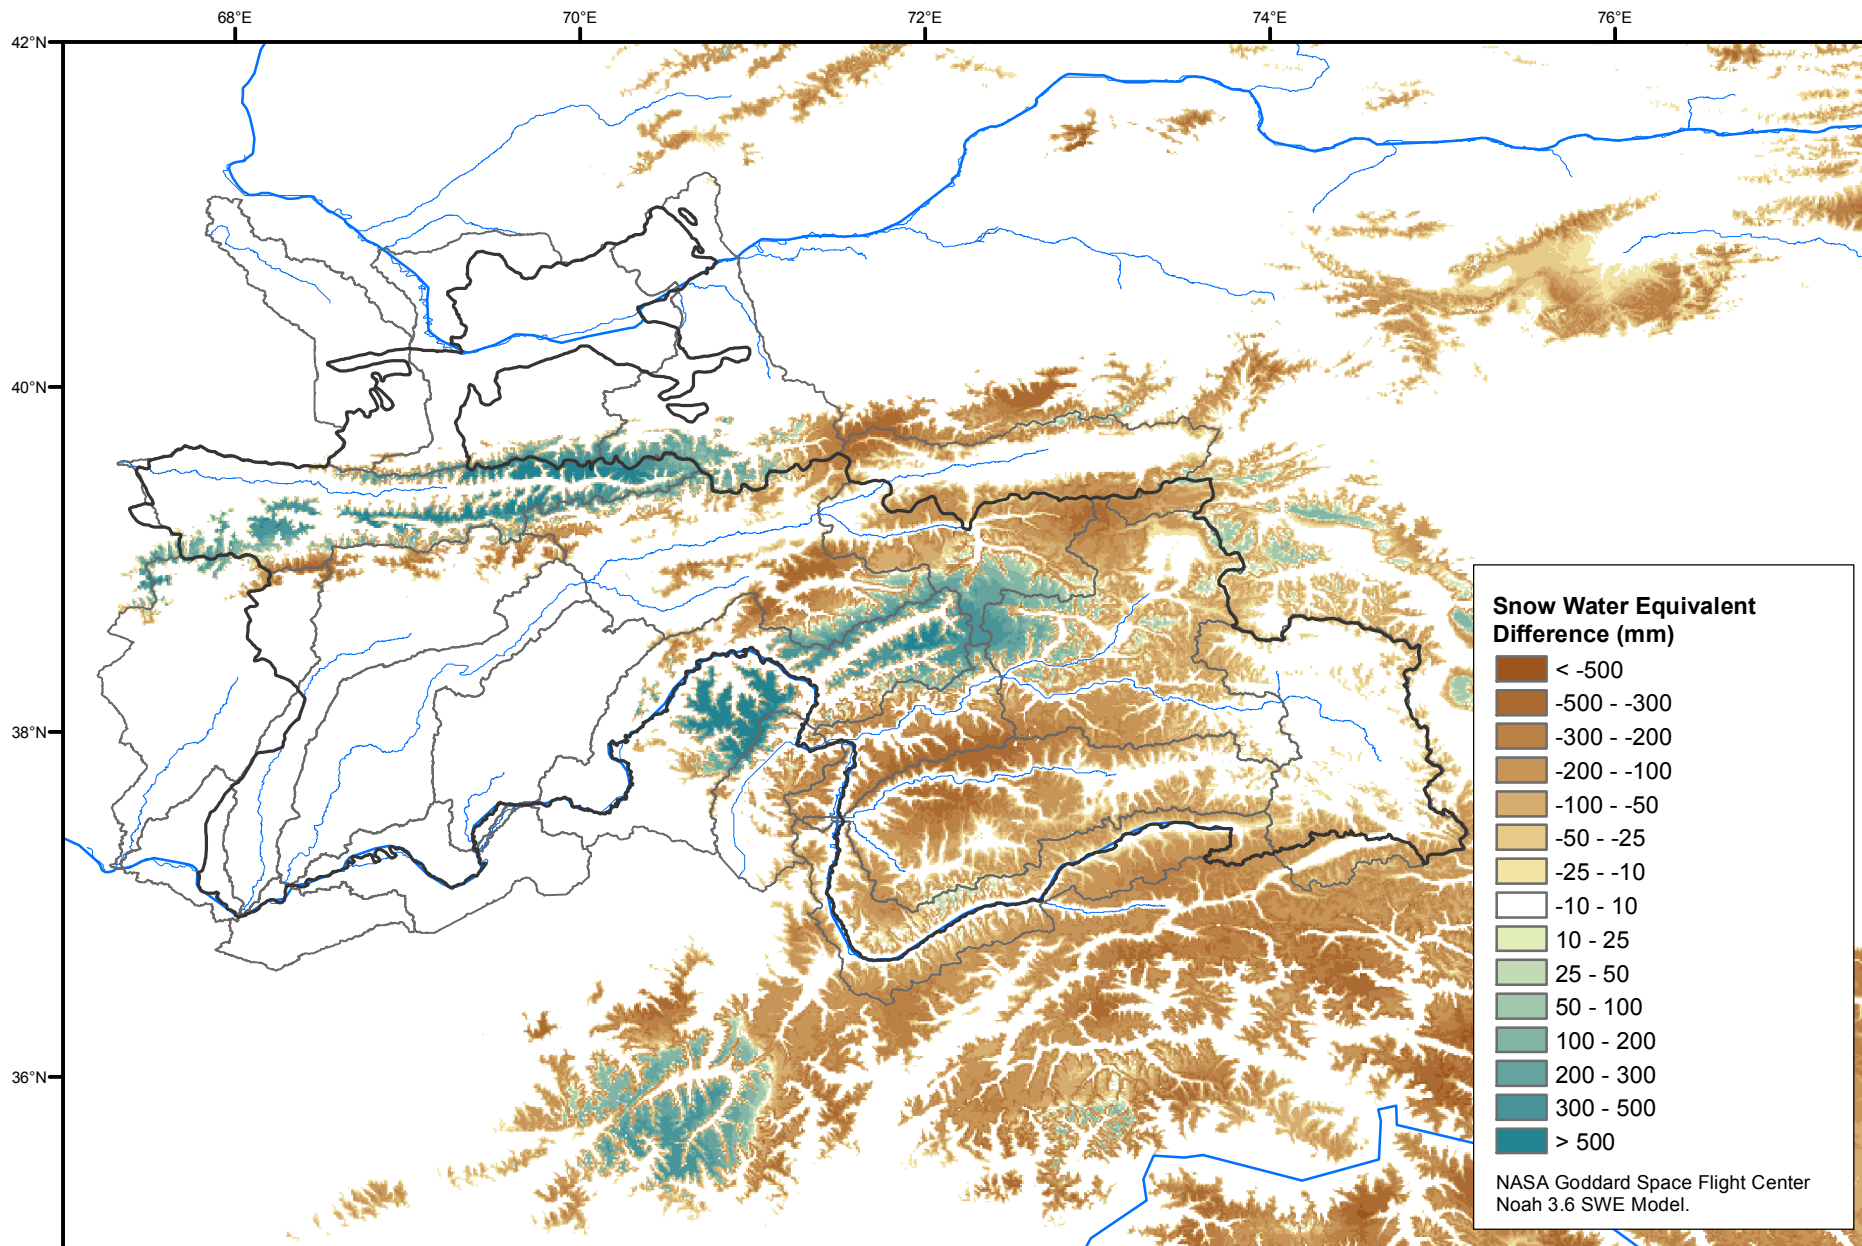 68°E
70°E
72°E
74°E
76°E
42°N
40°N
38°N
36°N
Snow Water Equivalent
Difference (mm)
< -500
-500 - -300
-300 - -200
-200 - -100
-100 - -50
-50 - -25
-25 - -10
-10 - 10
10 - 25
25 - 50
50 - 100
100 - 200
200 - 300
300 - 500
> 500
NASA Goddard Space Flight Center
Noah 3.6 SWE Model.